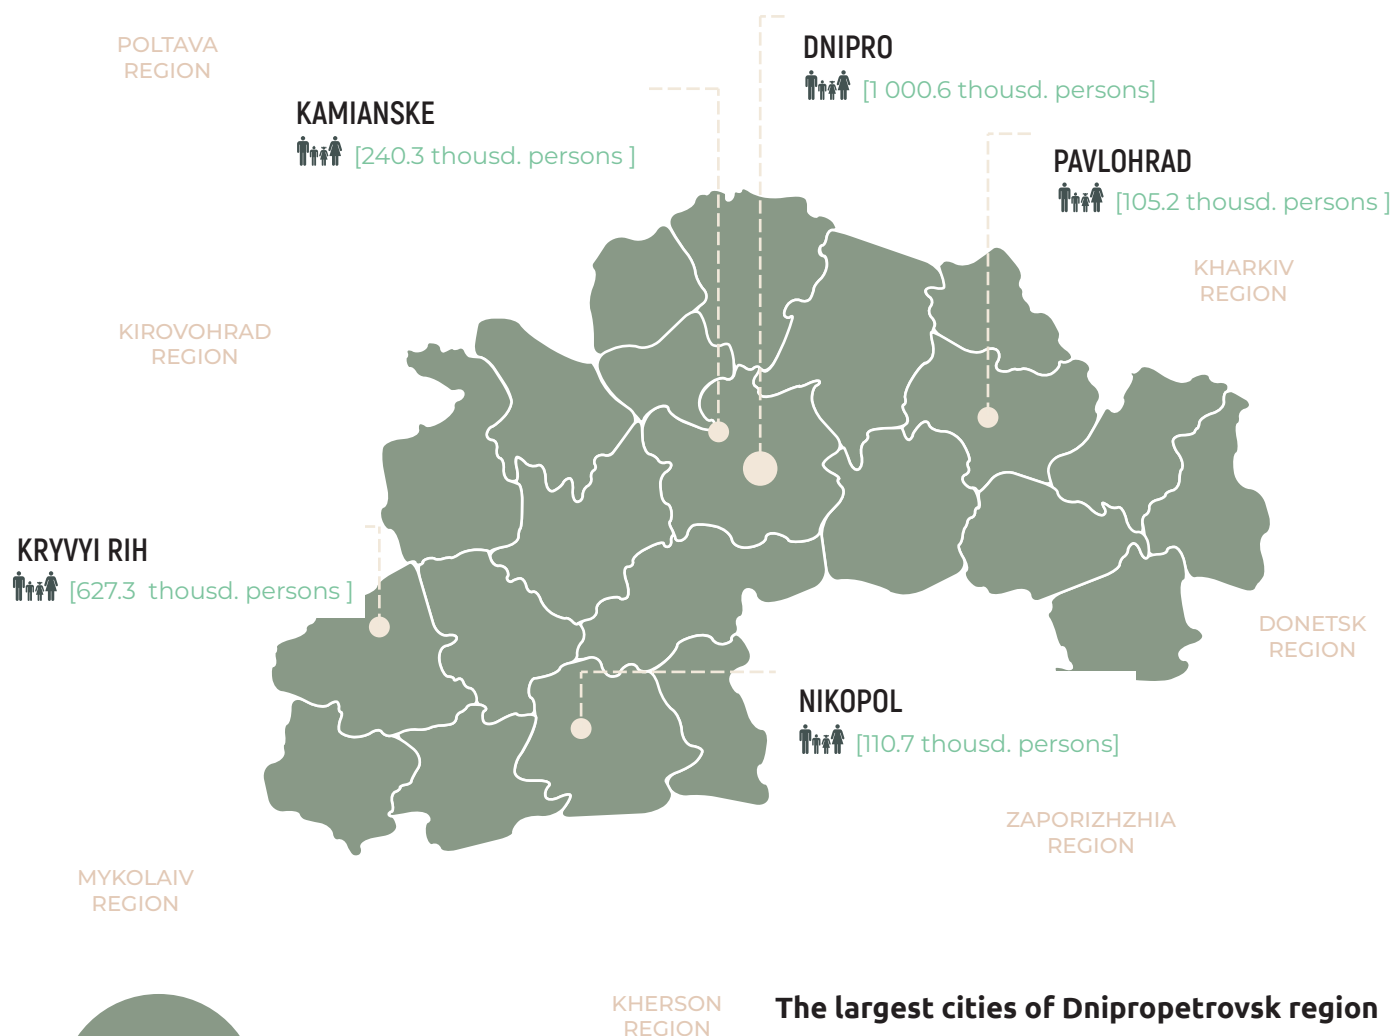 POLTAVA
REGION
DNIPRO
[1 000.6 thousd. persons]
KAMIANSKE
[240.3 thousd. persons ]
PAVLOHRAD
[105.2 thousd. persons ]
KHARKIV
REGION
KIROVOHRAD
REGION
KRYVYI RIH
[627.3  thousd. persons ]
DONETSK
REGION
NIKOPOL
[110.7 thousd. persons]
ZAPORIZHZHIA
REGION
MYKOLAIV
REGION
KHERSON
REGION
The largest cities of Dnipropetrovsk region